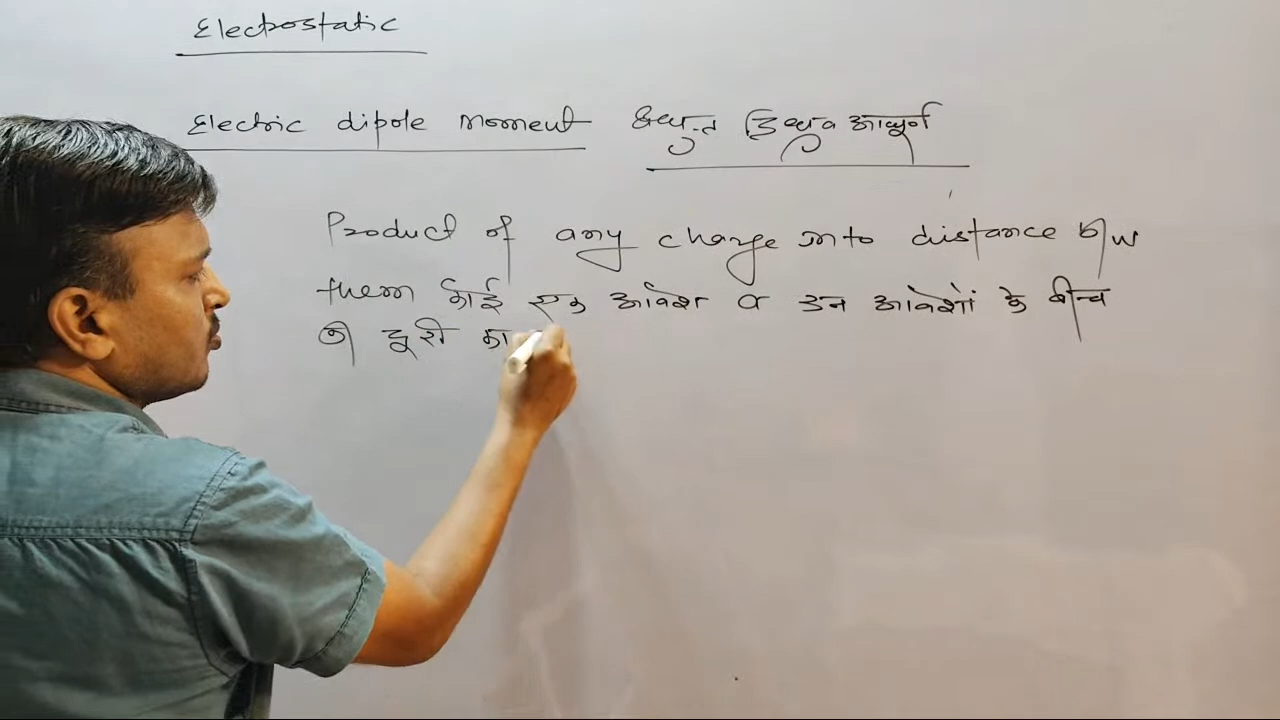 Electrostatic
Electric dipole moment विद्युत द्विध्रुव आघूर्ण
Product of any charge into distance b/w
them कोई एक आवेश व उन आवेशों के बीच
की दूरी का